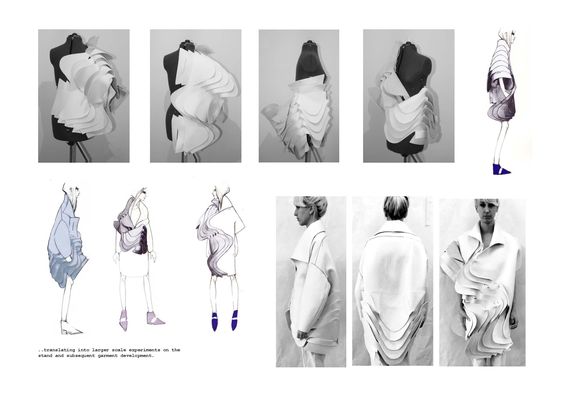 ..translating into larger scale experiments on the
stand and subsequent garment development.